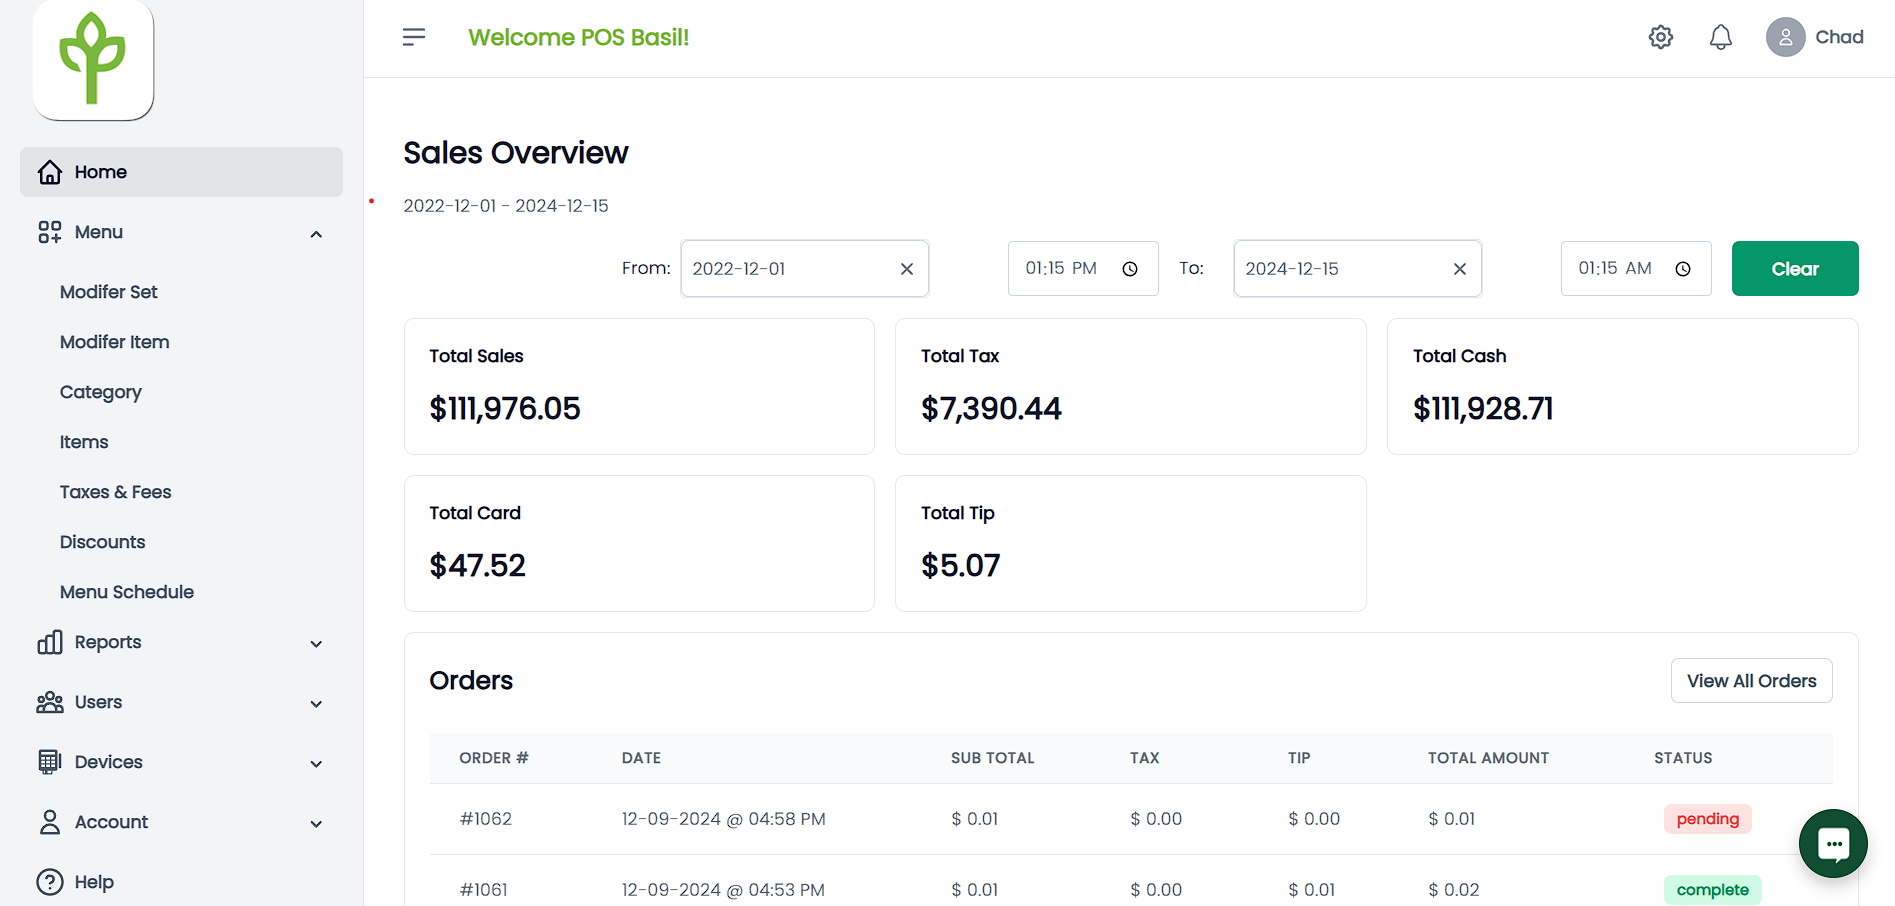 Welcome POS Basil!
Chad
Home
Menu
Modifer Set
Modifer Item
Category
Items
Taxes & Fees
Discounts
Menu Schedule
Reports
Users
Devices
Account
Help
Sales Overview
2022-12-01 - 2024-12-15
From: 2022-12-01 01:15 PM To: 2024-12-15 01:15 AM Clear
Total Sales
$111,976.05
Total Tax
$7,390.44
Total Cash
$111,928.71
Total Card
$47.52
Total Tip
$5.07
Orders
View All Orders
ORDER # DATE SUB TOTAL TAX TIP TOTAL AMOUNT STATUS
#1062 12-09-2024 @ 04:58 PM $ 0.01 $ 0.00 $ 0.00 $ 0.01 pending
#1061 12-09-2024 @ 04:53 PM $ 0.01 $ 0.00 $ 0.01 $ 0.02 complete